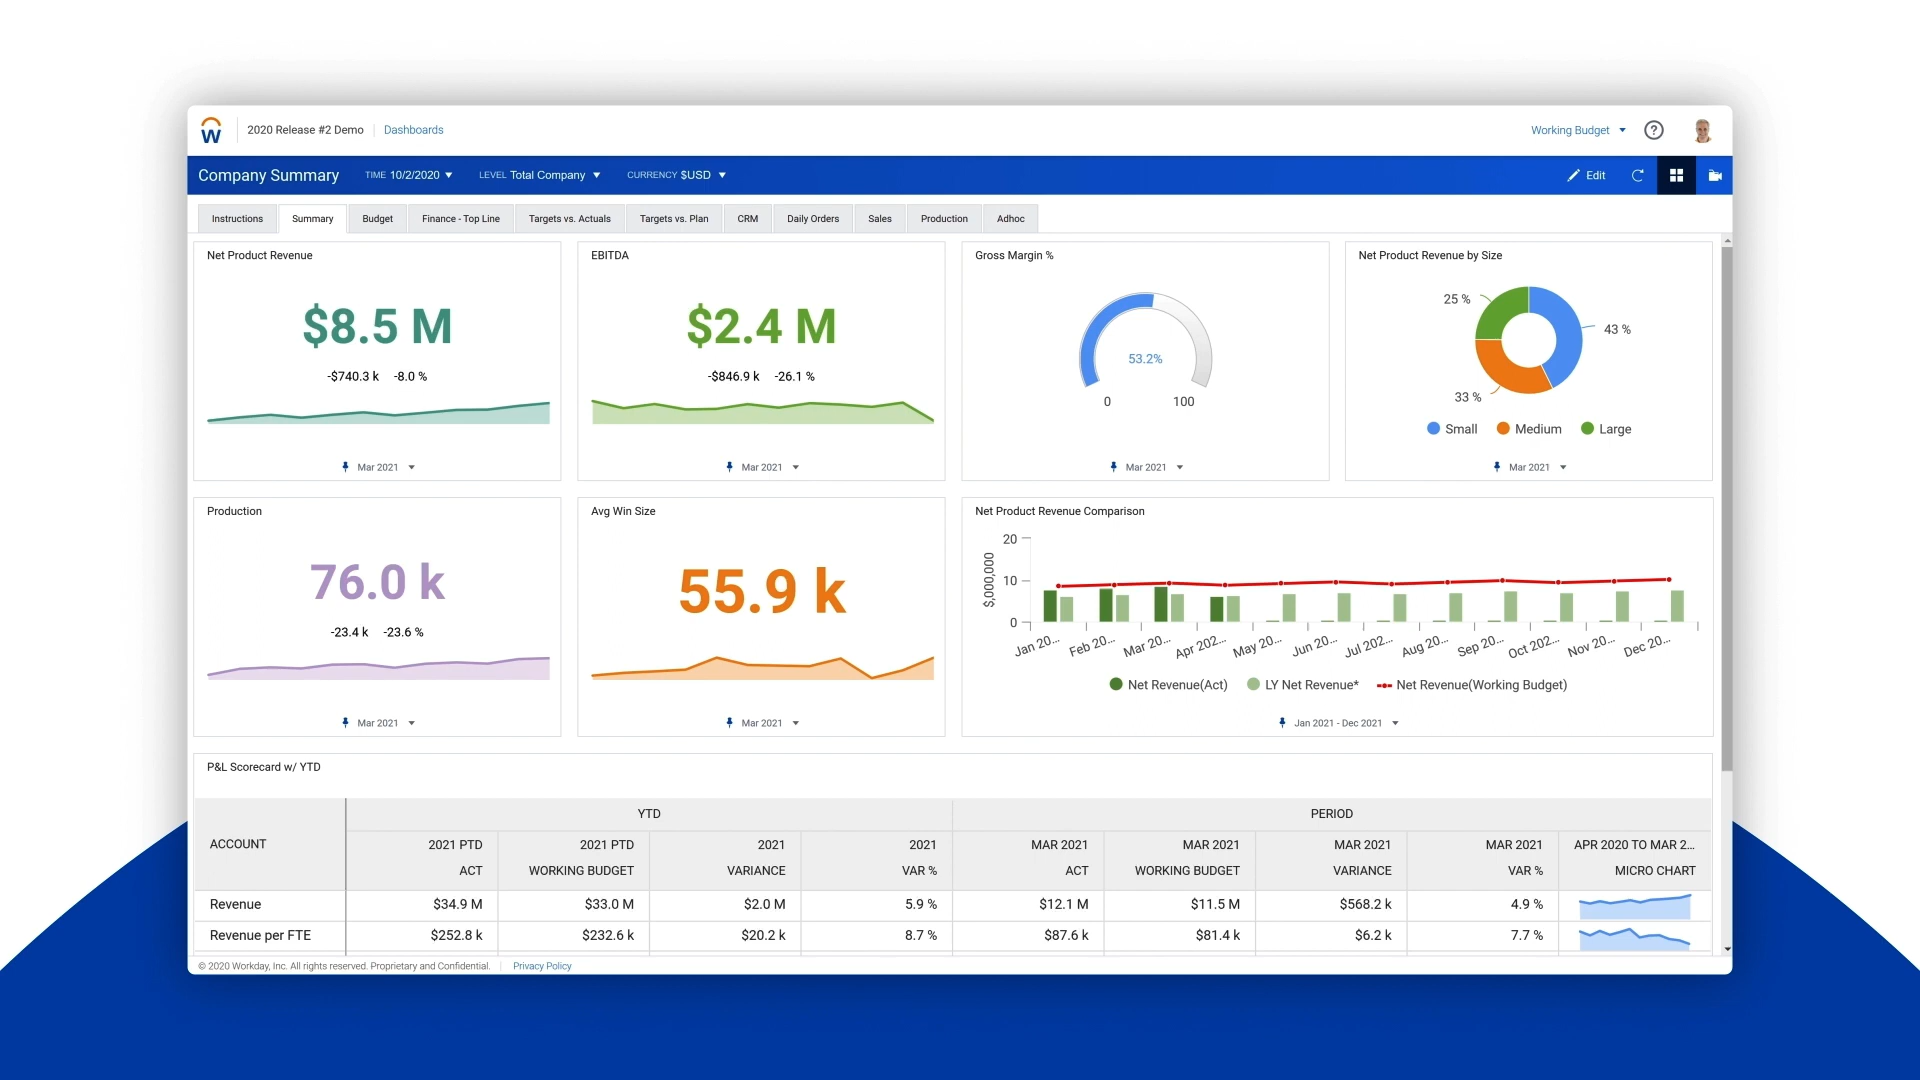 2020 Release #2 Demo Dashboards Working Budget ?
Company Summary TIME 10/2/2020 LEVEL Total Company CURRENCY $USD Edit
Instructions Summary Budget Finance - Top Line Targets vs. Actuals Targets vs. Plan CRM Daily Orders Sales Production Adhoc
Net Product Revenue
$8.5 M
-$740.3 k -8.0 %
Mar 2021
EBITDA
$2.4 M
-$846.9 k -26.1 %
Mar 2021
Gross Margin %
53.2%
0 100
Mar 2021
Net Product Revenue by Size
25 %
43 %
33 %
Small Medium Large
Mar 2021
Production
76.0 k
-23.4 k -23.6 %
Mar 2021
Avg Win Size
55.9 k
Mar 2021
Net Product Revenue Comparison
$,000,000
20
10
0
Jan 20... Feb 20... Mar 20... Apr 202... May 20... Jun 20... Jul 202... Aug 20... Sep 20... Oct 202... Nov 20... Dec 20...
Net Revenue(Act) LY Net Revenue* Net Revenue(Working Budget)
Jan 2021 - Dec 2021
P&L Scorecard w/ YTD
YTD PERIOD
ACCOUNT
2021 PTD 2021 PTD 2021 2021 MAR 2021 MAR 2021 MAR 2021 MAR 2021 APR 2020 TO MAR 2...
ACT WORKING BUDGET VARIANCE VAR % ACT WORKING BUDGET VARIANCE VAR % MICRO CHART
Revenue $34.9 M $33.0 M $2.0 M 5.9 % $12.1 M $11.5 M $568.2 k 4.9 %
Revenue per FTE $252.8 k $232.6 k $20.2 k 8.7 % $87.6 k $81.4 k $6.2 k 7.7 %
© 2020 Workday, Inc. All rights reserved. Proprietary and Confidential. Privacy Policy